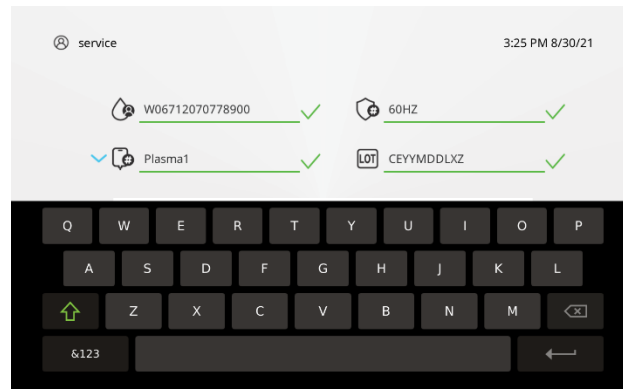 service 3:25 PM 8/30/21
W06712070778900 60HZ
Plasma1 LOT CEYYMDDLXZ
Q W E R T Y U I O P
A S D F G H J K L
Z X C V B N M
&123